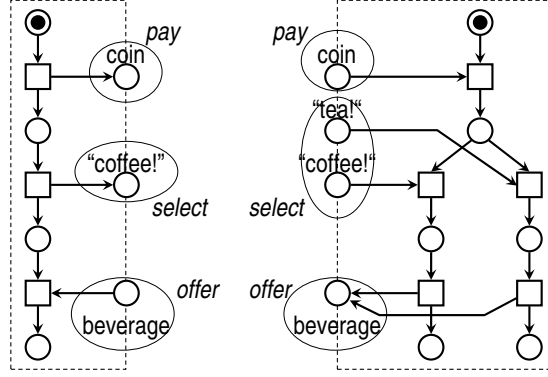 pay
coin
“coffee!”
select
offer
beverage
pay
coin
“tea!“
“coffee!“
select
offer
beverage